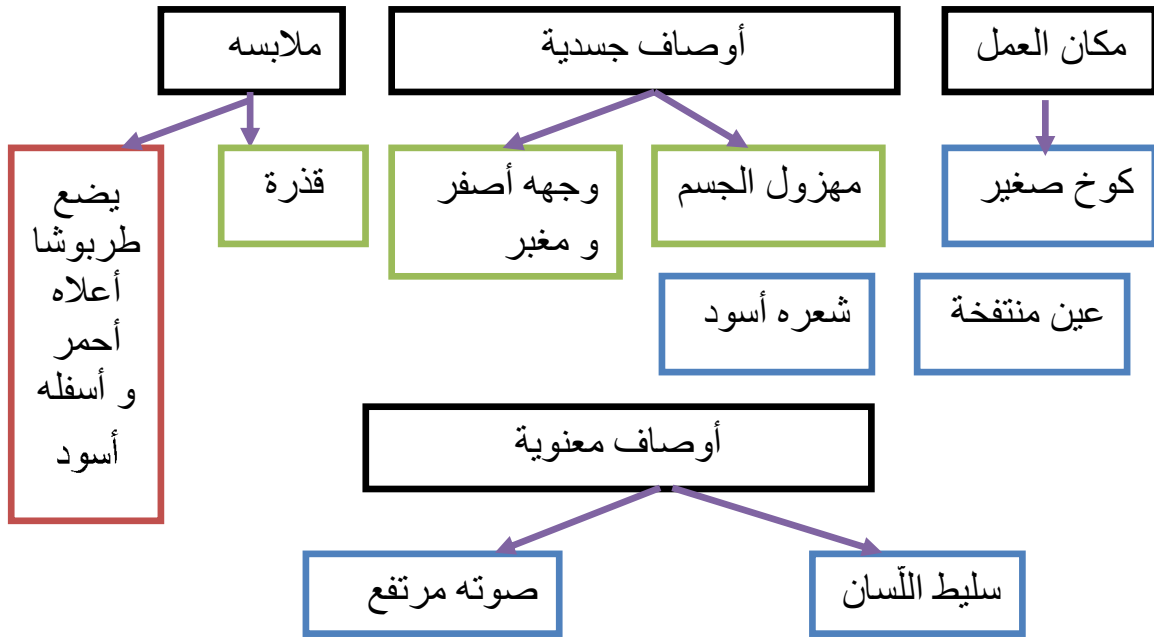 مكان العمل
أوصاف جسدية
ملابسه
كوخ صغير
مهزول الجسم
وجهه أصفر
و مغبر
قذرة
يضع
طربوشا
أعلاه
أحمر
و أسفله
أسود
عين منتفخة
شعره أسود
أوصاف معنوية
سليط اللّسان
صوته مرتفع